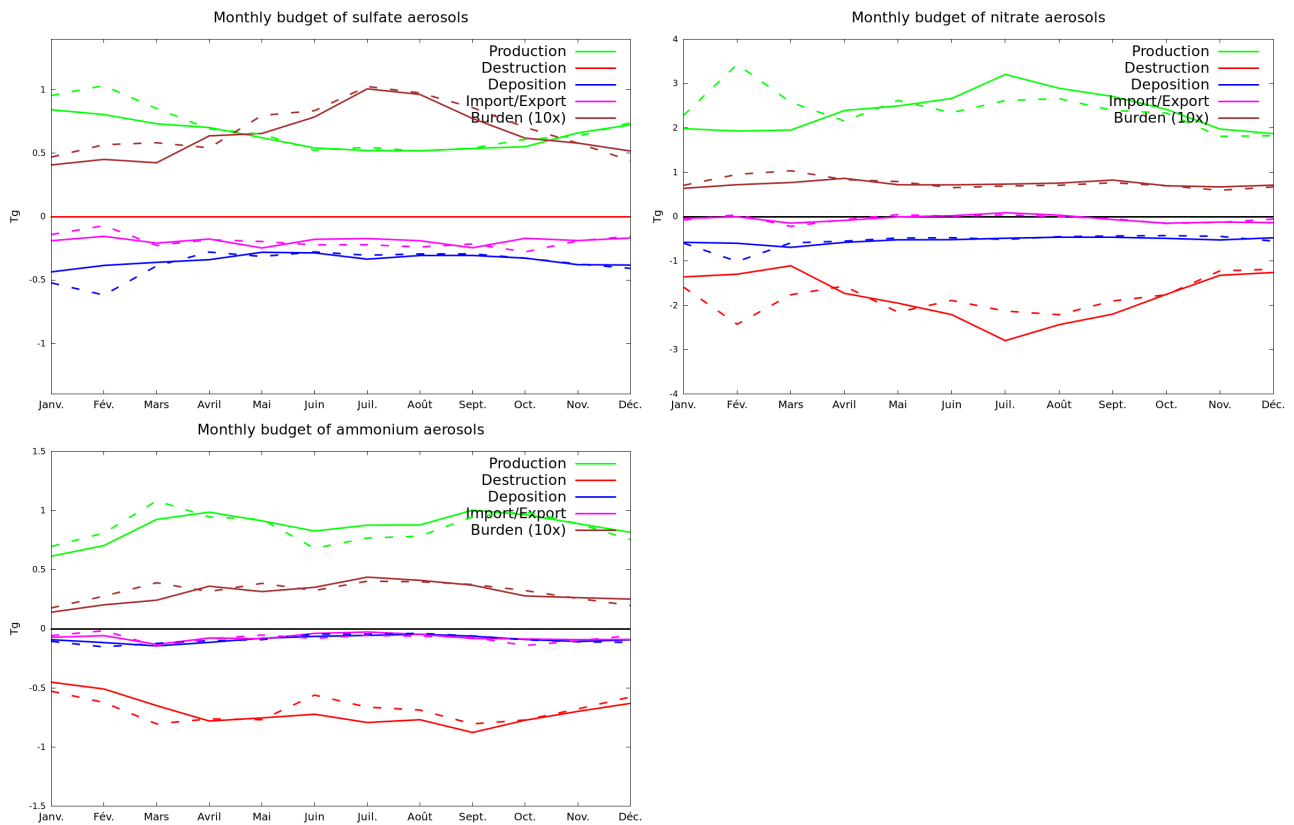 Monthly budget of sulfate aerosols
Production
Destruction
Deposition
Import/Export
Burden (10x)
1
0.5
0
-0.5
-1
Tg
Janv. Fév. Mars Avril Mai Juin Juil. Août Sept. Oct. Nov. Déc.
Monthly budget of nitrate aerosols
Production
Destruction
Deposition
Import/Export
Burden (10x)
4
3
2
1
0
-1
-2
-3
-4
Tg
Janv. Fév. Mars Avril Mai Juin Juil. Août Sept. Oct. Nov. Déc.
Monthly budget of ammonium aerosols
Production
Destruction
Deposition
Import/Export
Burden (10x)
1.5
1
0.5
0
-0.5
-1
-1.5
Tg
Janv. Fév. Mars Avril Mai Juin Juil. Août Sept. Oct. Nov. Déc.